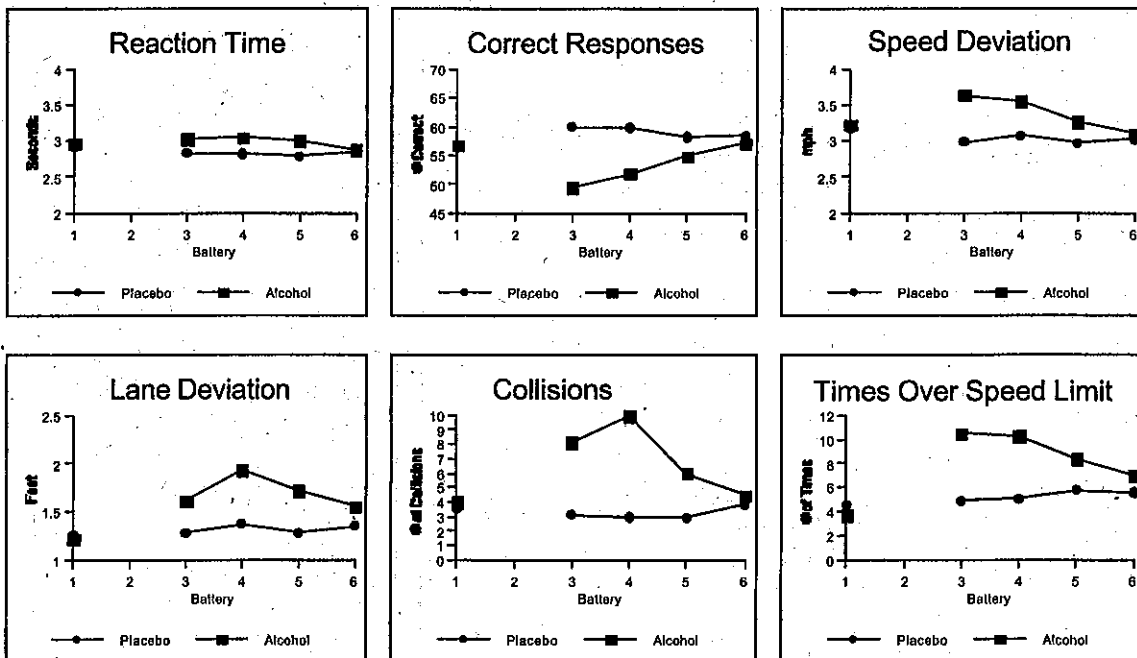 Reaction Time
4
3.5
3
2.5
2
Seconds
1 2 3 4 5 6
Battery
Placebo Alcohol
Correct Responses
70
65
60
55
50
45
# Correct
1 2 3 4 5 6
Battery
Placebo Alcohol
Speed Deviation
4
3.5
3
2.5
2
mph
1 2 3 4 5 6
Battery
Placebo Alcohol
Lane Deviation
2.5
2
1.5
1
Feet
1 2 3 4 5 6
Battery
Placebo Alcohol
Collisions
10
9
8
7
6
5
4
3
2
1
0
# of Collisions
1 2 3 4 5 6
Battery
Placebo Alcohol
Times Over Speed Limit
12
10
8
6
4
2
0
# of Times
1 2 3 4 5 6
Battery
Placebo Alcohol